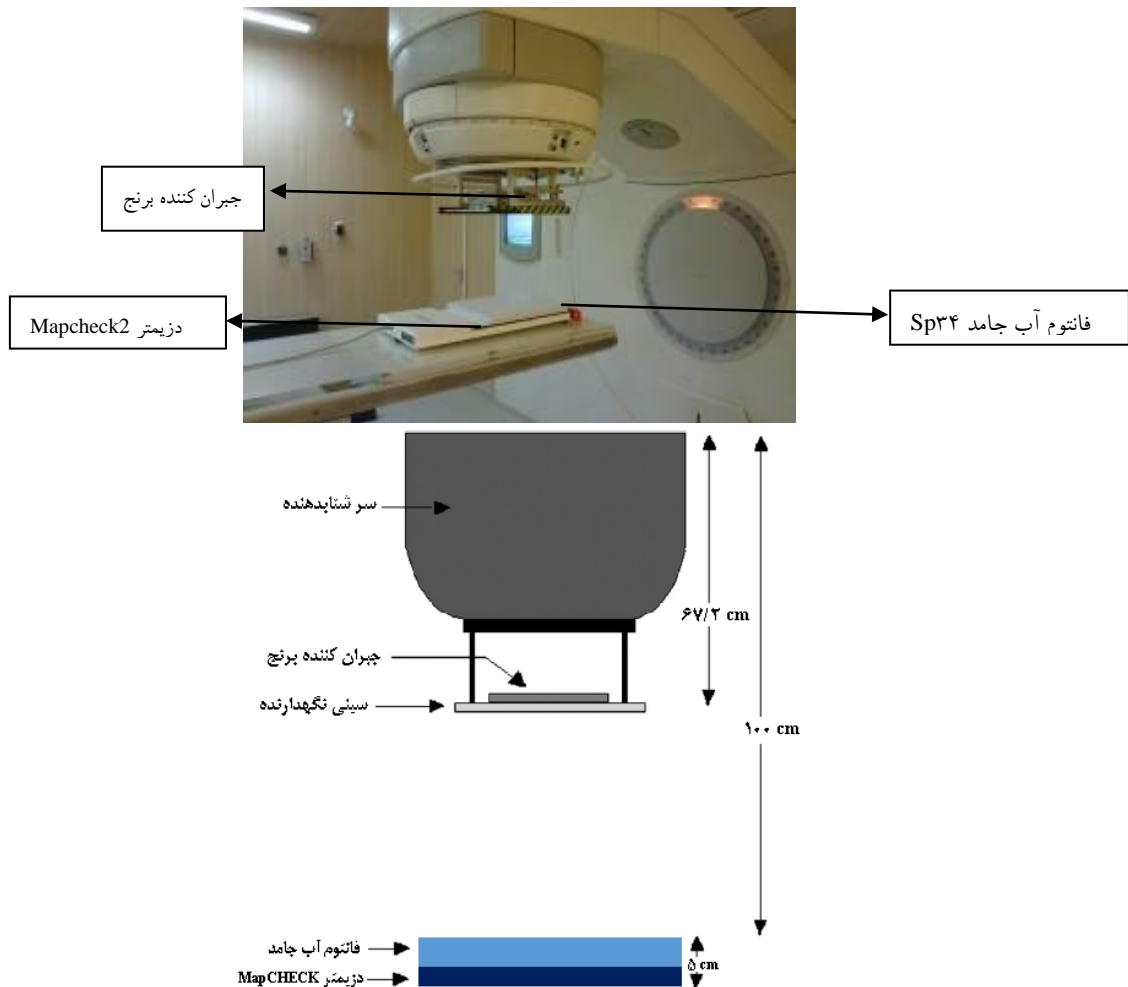 جبران کننده برنج
دزیمتر Mapcheck2
فانتوم آب جامد Sp۳۴
سر شتابدهنده
۶۷/۲ cm
جبران کننده برنج
سینی نگهدارنده
۱۰۰ cm
فانتوم آب جامد
۵ cm
دزیمتر MapCHECK